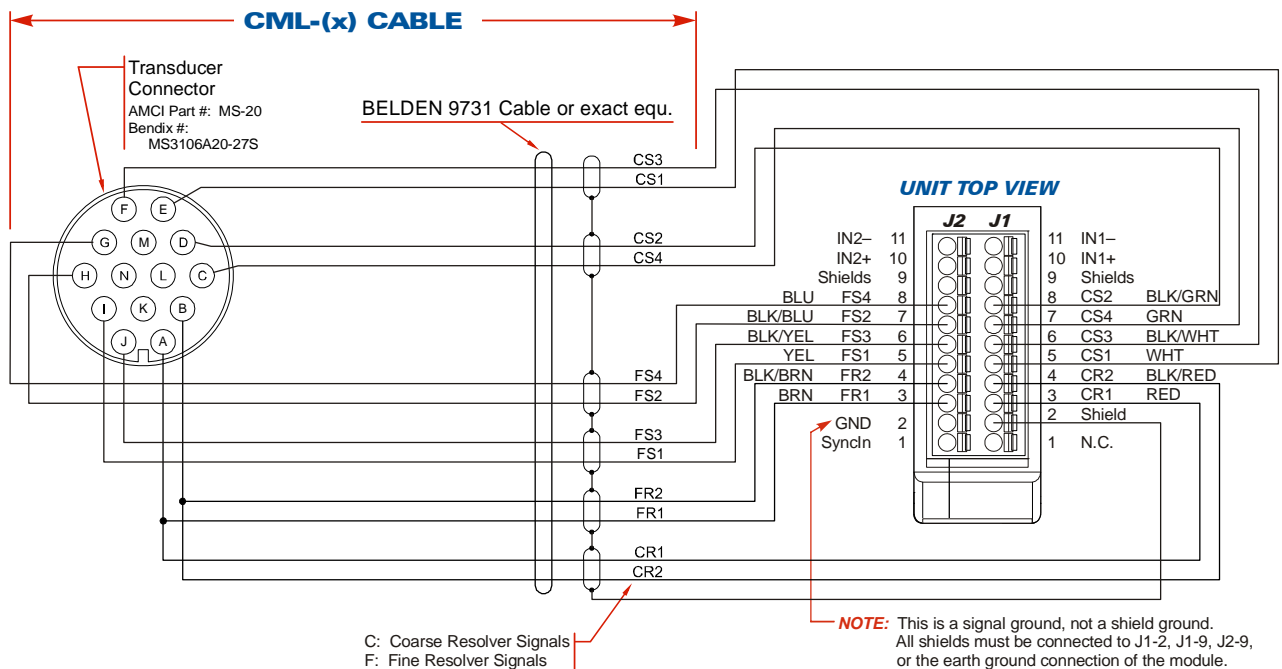 CML-(x) CABLE
Transducer
Connector
AMCI Part #: MS-20
Bendix #:
MS3106A20-27S
BELDEN 9731 Cable or exact equ.
CS3
CS1
CS2
CS4
F E
G M D
H N L C
I K B
J A
UNIT TOP VIEW
J2 J1
IN2– 11 11 IN1–
IN2+ 10 10 IN1+
Shields 9 9 Shields
BLU FS4 8 8 CS2 BLK/GRN
BLK/BLU FS2 7 7 CS4 GRN
BLK/YEL FS3 6 6 CS3 BLK/WHT
YEL FS1 5 5 CS1 WHT
BLK/BRN FR2 4 4 CR2 BLK/RED
BRN FR1 3 3 CR1 RED
GND 2 2 Shield
SyncIn 1 1 N.C.
FS4
FS2
FS3
FS1
FR2
FR1
CR1
CR2
C: Coarse Resolver Signals
F: Fine Resolver Signals
NOTE: This is a signal ground, not a shield ground.
All shields must be connected to J1-2, J1-9, J2-9,
or the earth ground connection of the module.